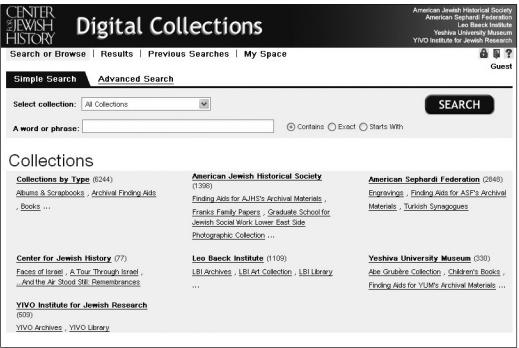 CENTER
FOR JEWISH
HISTORY
Digital Collections
American Jewish Historical Society
American Sephardi Federation
Leo Baeck Institute
Yeshiva University Museum
YIVO Institute for Jewish Research
Search or Browse | Results | Previous Searches | My Space
?
Guest
Simple Search Advanced Search
Select collection: All Collections
SEARCH
A word or phrase: Contains Exact Starts With
Collections
Collections by Type (6244)
Albums & Scrapbooks , Archival Finding Aids
, Books ...
American Jewish Historical Society
(1398)
Finding Aids for AJHS's Archival Materials ,
Franks Family Papers , Graduate School for
Jewish Social Work Lower East Side
Photographic Collection ...
American Sephardi Federation (2848)
Engravings , Finding Aids for ASF's Archival
Materials , Turkish Synagogues
Center for Jewish History (77)
Faces of Israel , A Tour Through Israel ,
...And the Air Stood Still: Remembrances
Leo Baeck Institute (1109)
LBI Archives , LBI Art Collection , LBI Library
...
Yeshiva University Museum (330)
Abe Grubère Collection , Children's Books ,
Finding Aids for YUM's Archival Materials ...
YIVO Institute for Jewish Research
(509)
YIVO Archives , YIVO Library